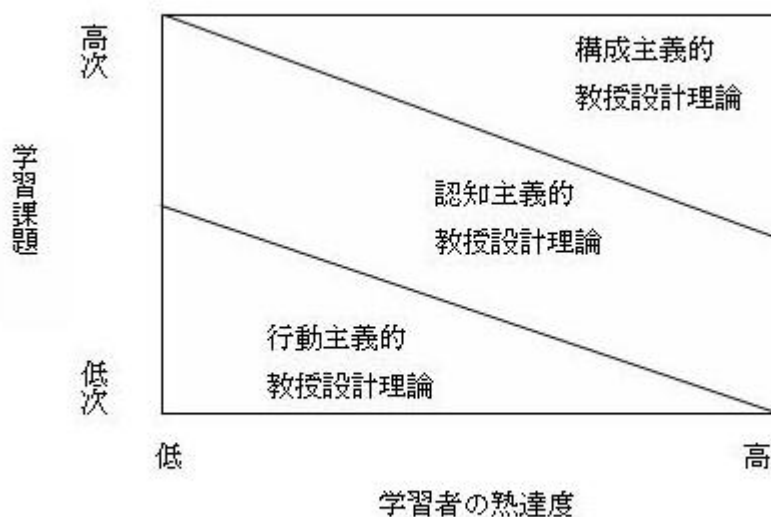 高次
構成主義的
教授設計理論
学習課題
認知主義的
教授設計理論
行動主義的
教授設計理論
低次
低
高
学習者の熟達度